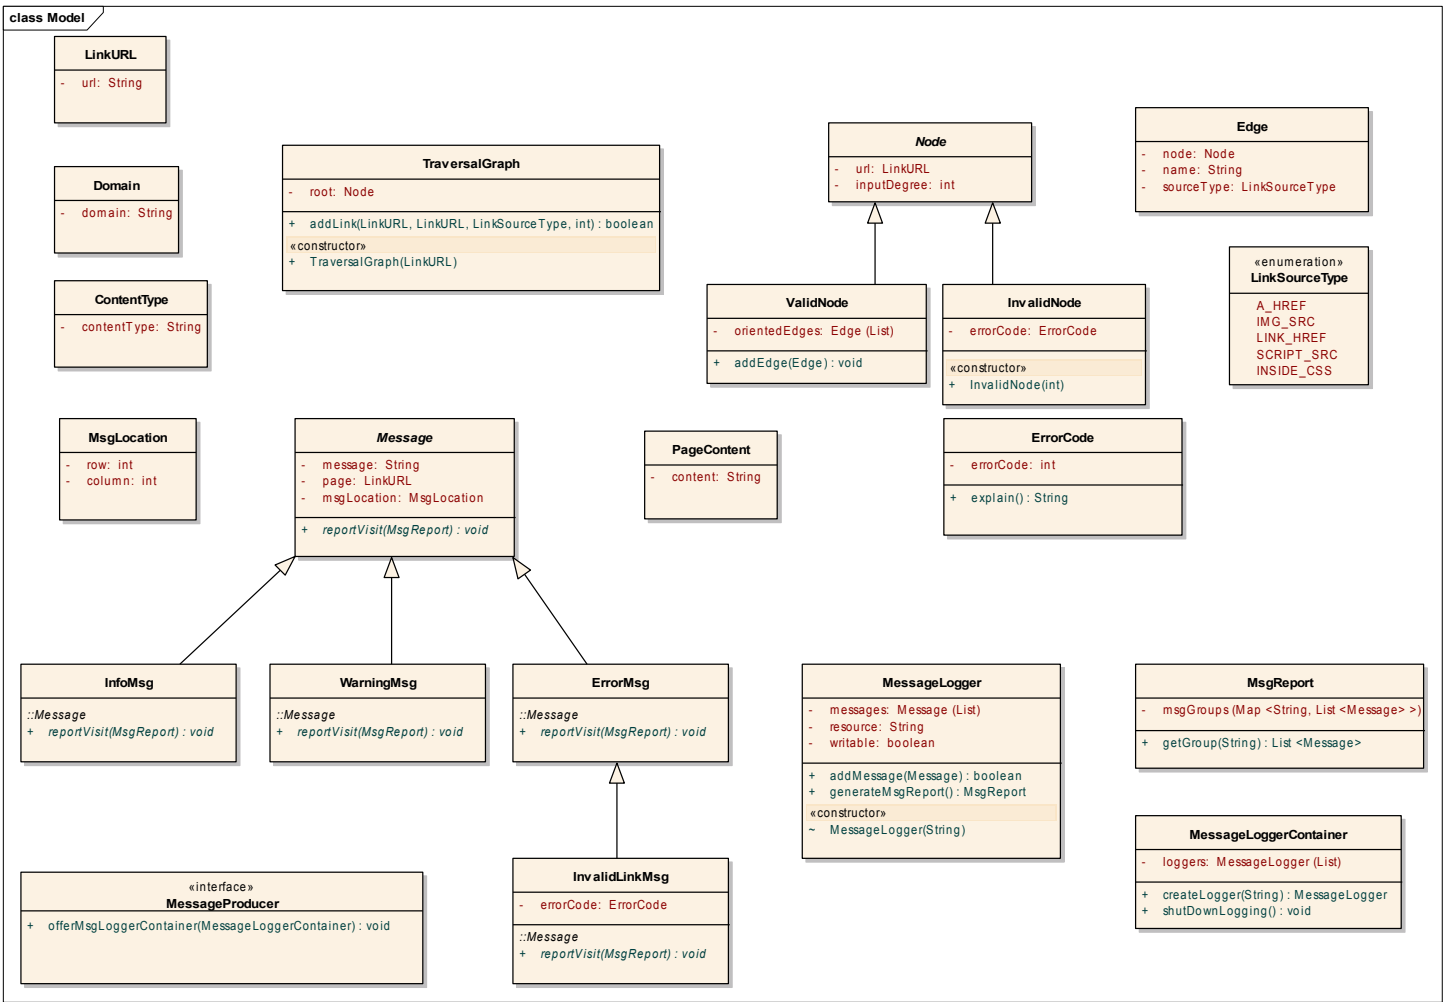 class Model
LinkURL
- url: String
Domain
- domain: String
ContentType
- contentType: String
TraversalGraph
- root: Node
+ addLink(LinkURL, LinkURL, LinkSourceType, int) : boolean
«constructor»
+ TraversalGraph(LinkURL)
Node
- url: LinkURL
- inputDegree: int
Edge
- node: Node
- name: String
- sourceType: LinkSourceType
ValidNode
- orientedEdges: Edge (List)
+ addEdge(Edge) : void
InvalidNode
- errorCode: ErrorCode
«constructor»
+ InvalidNode(int)
«enumeration»
LinkSourceType
A_HREF
IMG_SRC
LINK_HREF
SCRIPT_SRC
INSIDE_CSS
MsgLocation
- row: int
- column: int
Message
- message: String
- page: LinkURL
- msgLocation: MsgLocation
+ reportVisit(MsgReport) : void
PageContent
- content: String
ErrorCode
- errorCode: int
+ explain() : String
InfoMsg
::Message
+ reportVisit(MsgReport) : void
WarningMsg
::Message
+ reportVisit(MsgReport) : void
ErrorMsg
::Message
+ reportVisit(MsgReport) : void
MessageLogger
- messages: Message (List)
- resource: String
- writable: boolean
+ addMessage(Message) : boolean
+ generateMsgReport() : MsgReport
«constructor»
~ MessageLogger(String)
MsgReport
- msgGroups (Map <String, List <Message> >)
+ getGroup(String) : List <Message>
MessageLoggerContainer
- loggers: MessageLogger (List)
+ createLogger(String) : MessageLogger
+ shutDownLogging() : void
«interface»
MessageProducer
+ offerMsgLoggerContainer(MessageLoggerContainer) : void
InvalidLinkMsg
- errorCode: ErrorCode
::Message
+ reportVisit(MsgReport) : void